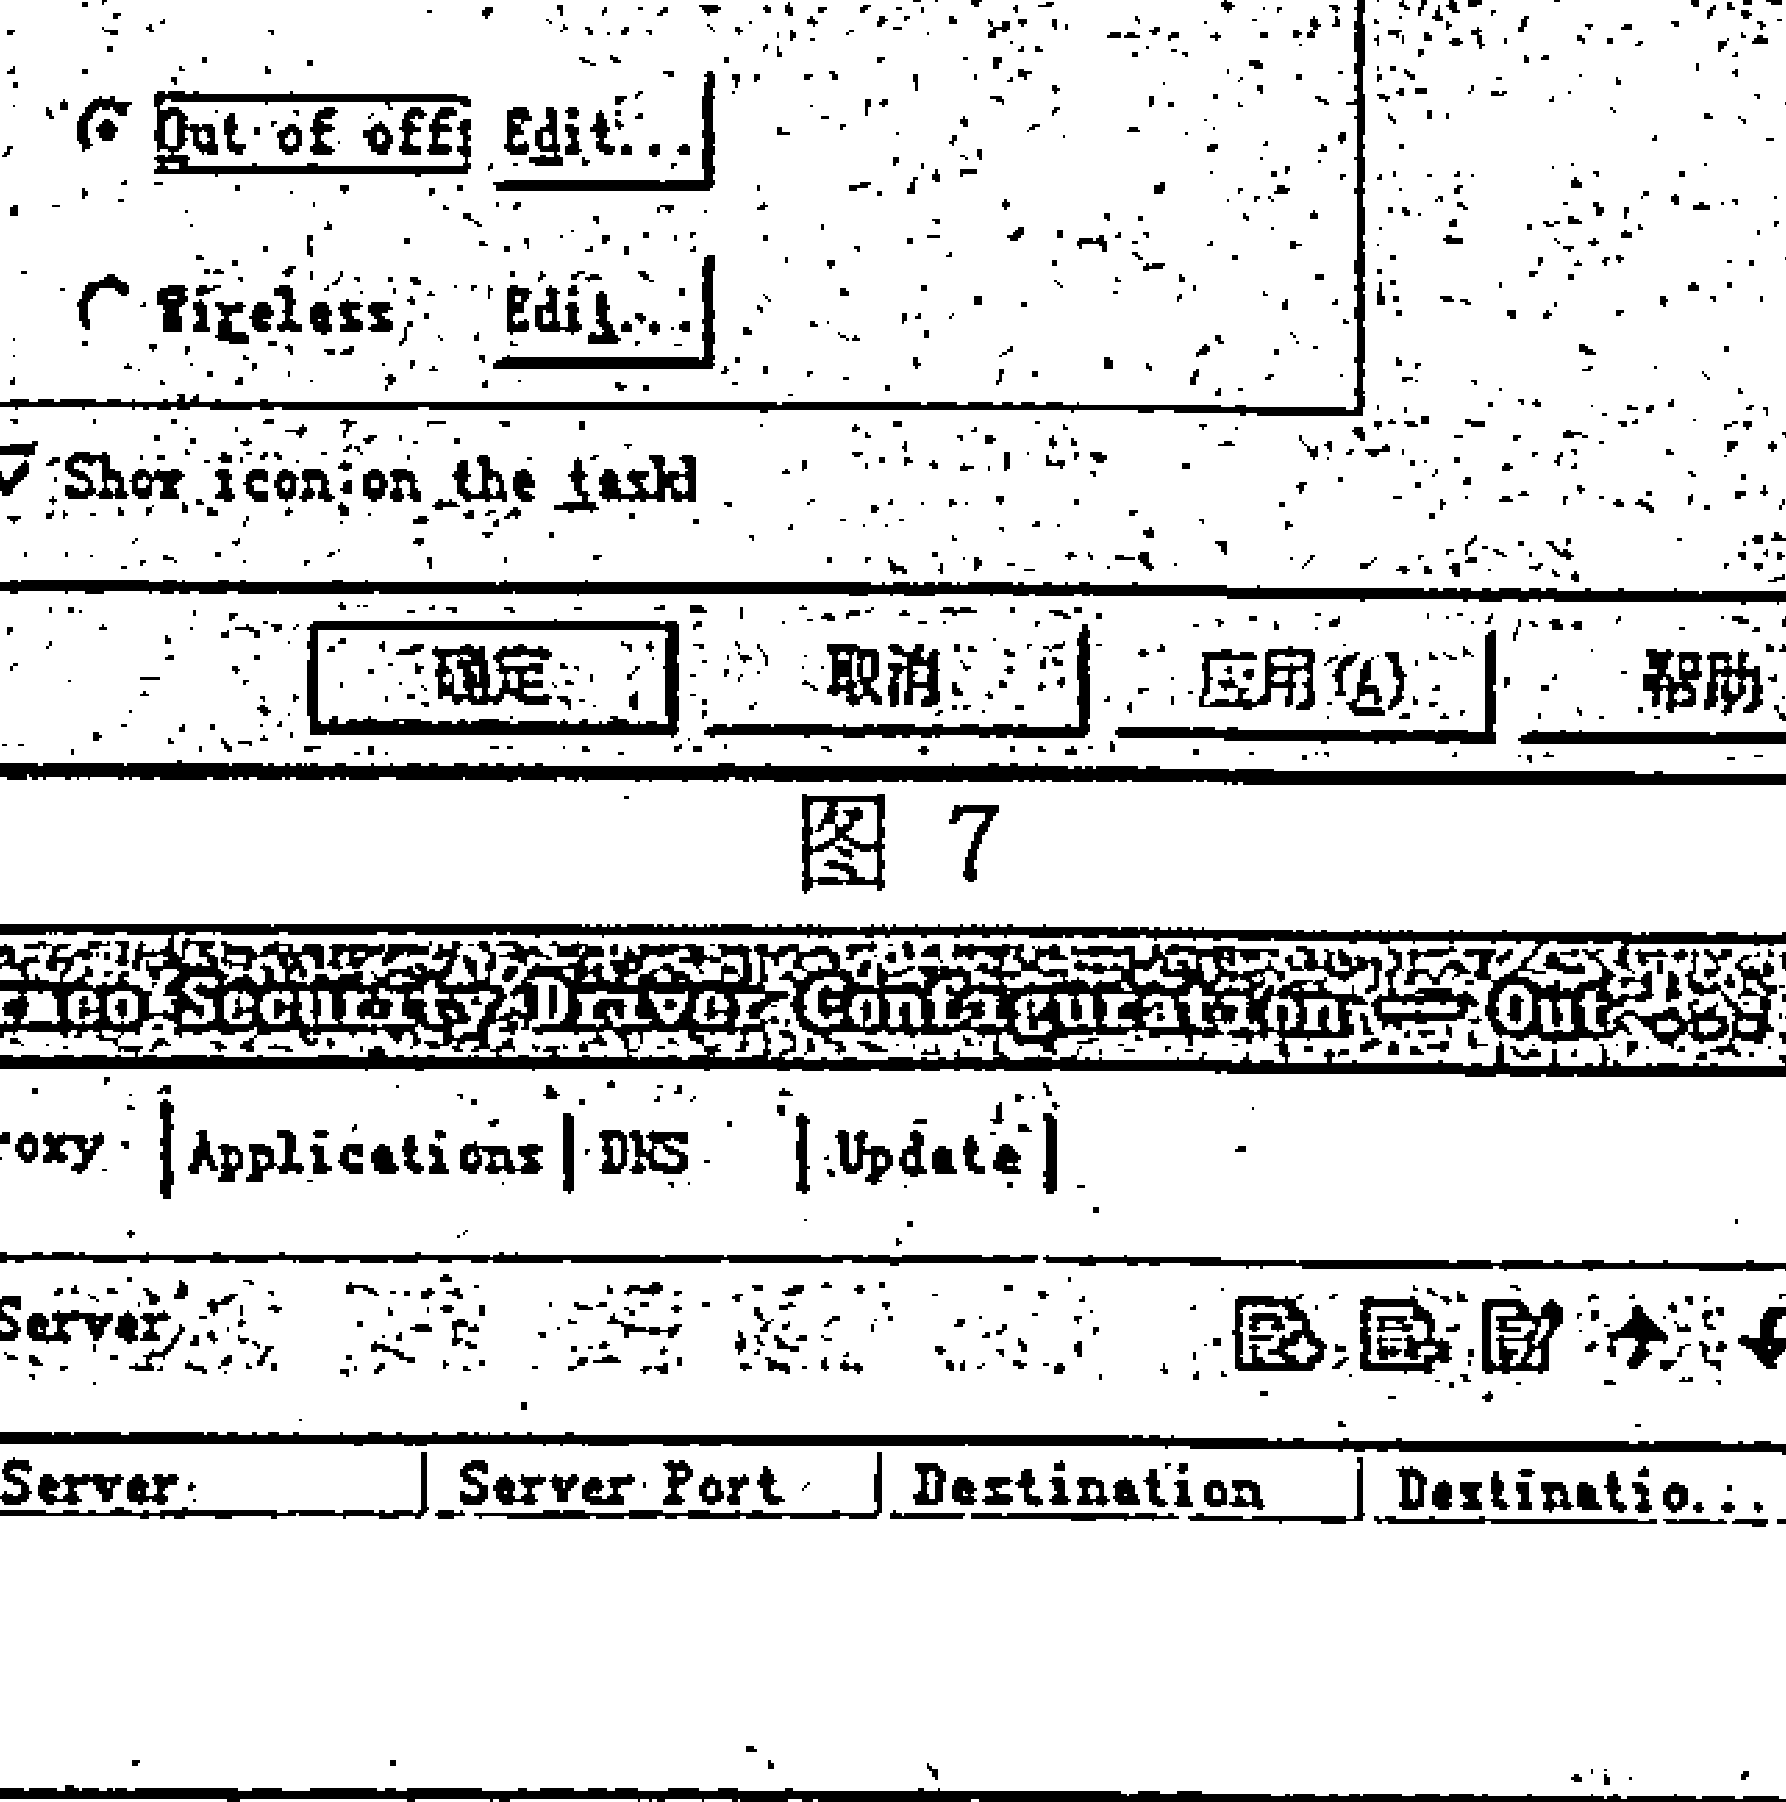 Out of off Edit...
Wireless Edit...
Show icon on the task
确定 取消 应用(A) 帮助
图 7
Security Driver Configuration - Out
roxy Applications DNS Update
Server
Server Server Port Destination Destinatio...